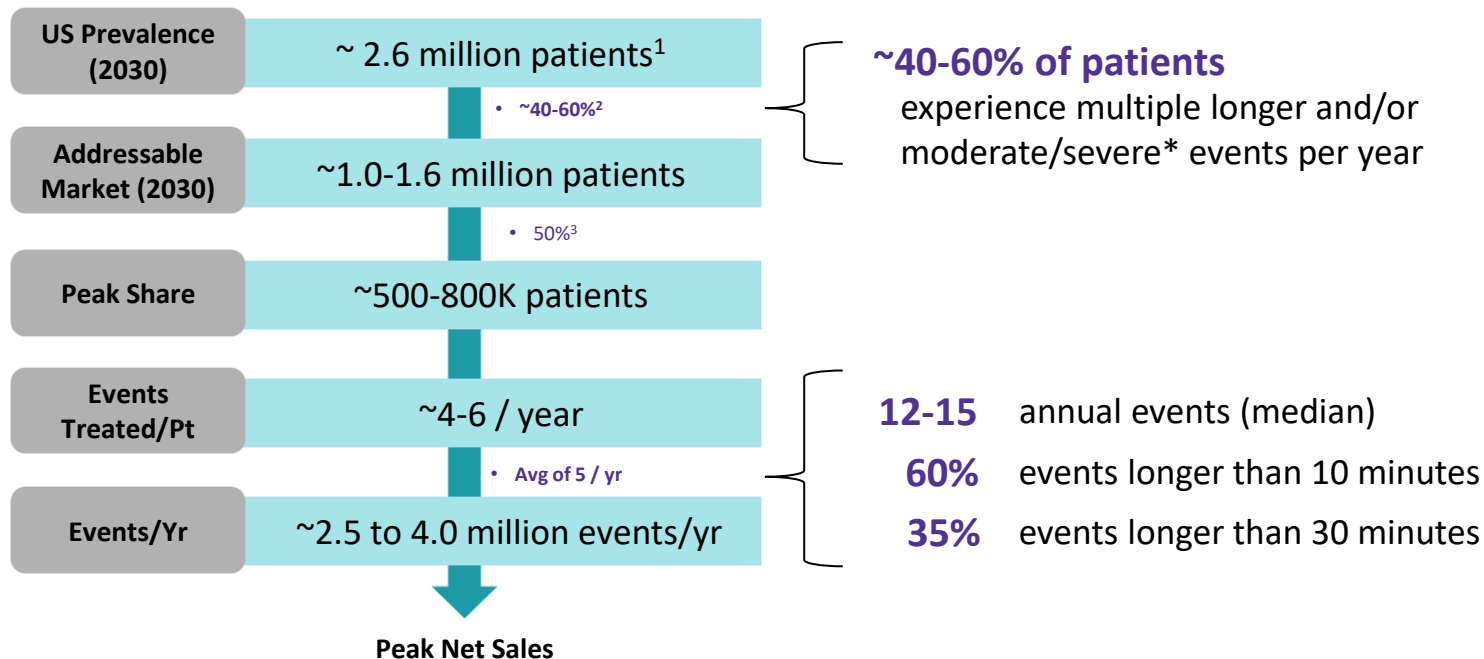 US Prevalence
(2030)
~ 2.6 million patients1
~40-60% of patients
experience multiple longer and/or
moderate/severe* events per year
• ~40-60%2
Addressable
Market (2030)
~1.0-1.6 million patients
• 50%3
Peak Share
~500-800K patients
Events
Treated/Pt
~4-6 / year
12-15 annual events (median)
• Avg of 5 / yr
60% events longer than 10 minutes
Events/Yr
~2.5 to 4.0 million events/yr
35% events longer than 30 minutes
Peak Net Sales